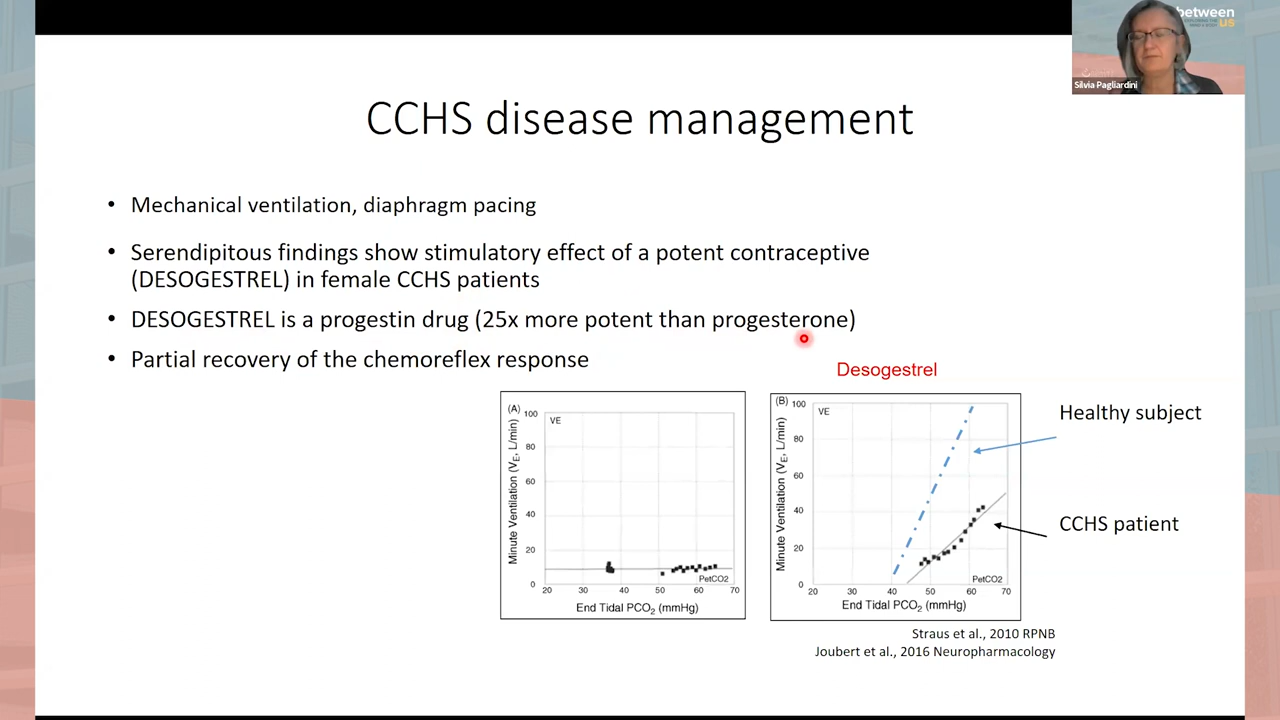 between
us
Silvia Pagliardini
CCHS disease management
• Mechanical ventilation, diaphragm pacing
• Serendipitous findings show stimulatory effect of a potent contraceptive
(DESOGESTREL) in female CCHS patients
• DESOGESTREL is a progestin drug (25x more potent than progesterone)
• Partial recovery of the chemoreflex response
Desogestrel
(A)
VE
100
80
60
40
20
0
Minute Ventilation (VE, L/min)
PetCO2
20 30 40 50 60 70
End Tidal PCO2 (mmHg)
(B)
VE
100
80
60
40
20
0
Minute Ventilation (VE, L/min)
PetCO2
20 30 40 50 60 70
End Tidal PCO2 (mmHg)
Healthy subject
CCHS patient
Straus et al., 2010 RPNB
Joubert et al., 2016 Neuropharmacology